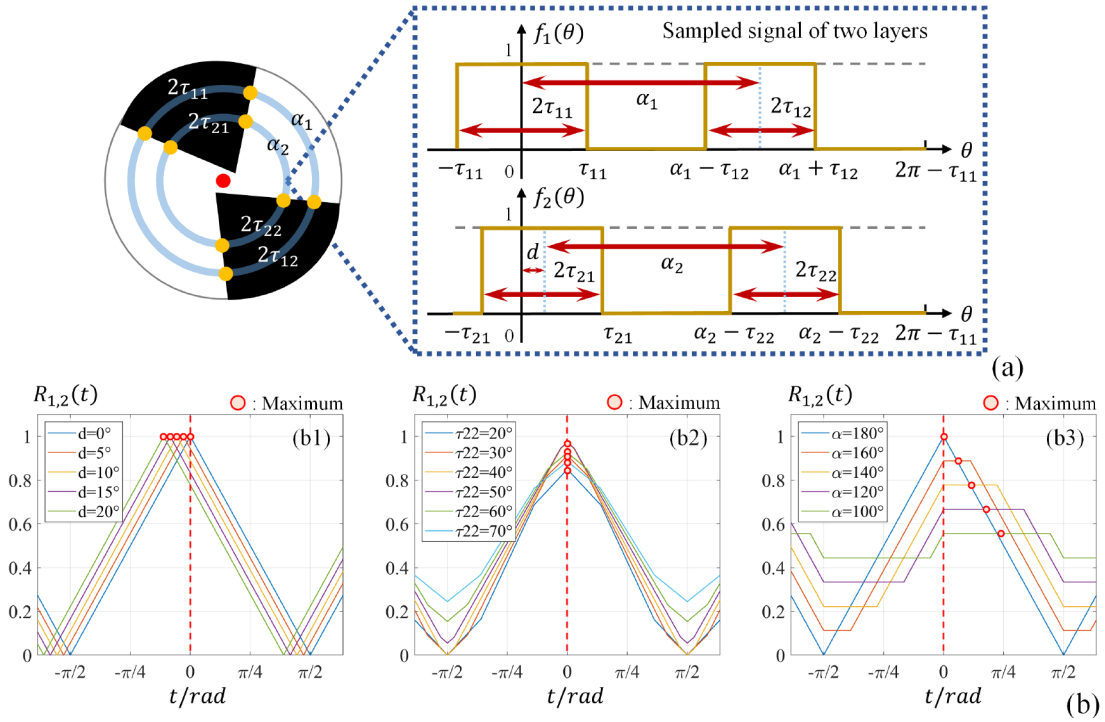 2τ₁₁
2τ₂₁
α₁
α₂
2τ₂₂
2τ₁₂
f₁(θ)
Sampled signal of two layers
1
α₁
2τ₁₁
2τ₁₂
θ
0
−τ₁₁
τ₁₁
α₁ − τ₁₂
α₁ + τ₁₂
2π − τ₁₁
f₂(θ)
1
d
α₂
2τ₂₁
2τ₂₂
θ
0
−τ₂₁
τ₂₁
α₂ − τ₂₂
α₂ − τ₂₂
2π − τ₁₁
(a)
R₁,₂(t)
: Maximum
(b1)
d=0°
d=5°
d=10°
d=15°
d=20°
1
0.8
0.6
0.4
0.2
0
-π/2
-π/4
0
π/4
π/2
t/rad
R₁,₂(t)
: Maximum
(b2)
τ22=20°
τ22=30°
τ22=40°
τ22=50°
τ22=60°
τ22=70°
1
0.8
0.6
0.4
0.2
0
-π/2
-π/4
0
π/4
π/2
t/rad
R₁,₂(t)
: Maximum
(b3)
α=180°
α=160°
α=140°
α=120°
α=100°
1
0.8
0.6
0.4
0.2
0
-π/2
-π/4
0
π/4
π/2
t/rad
(b)